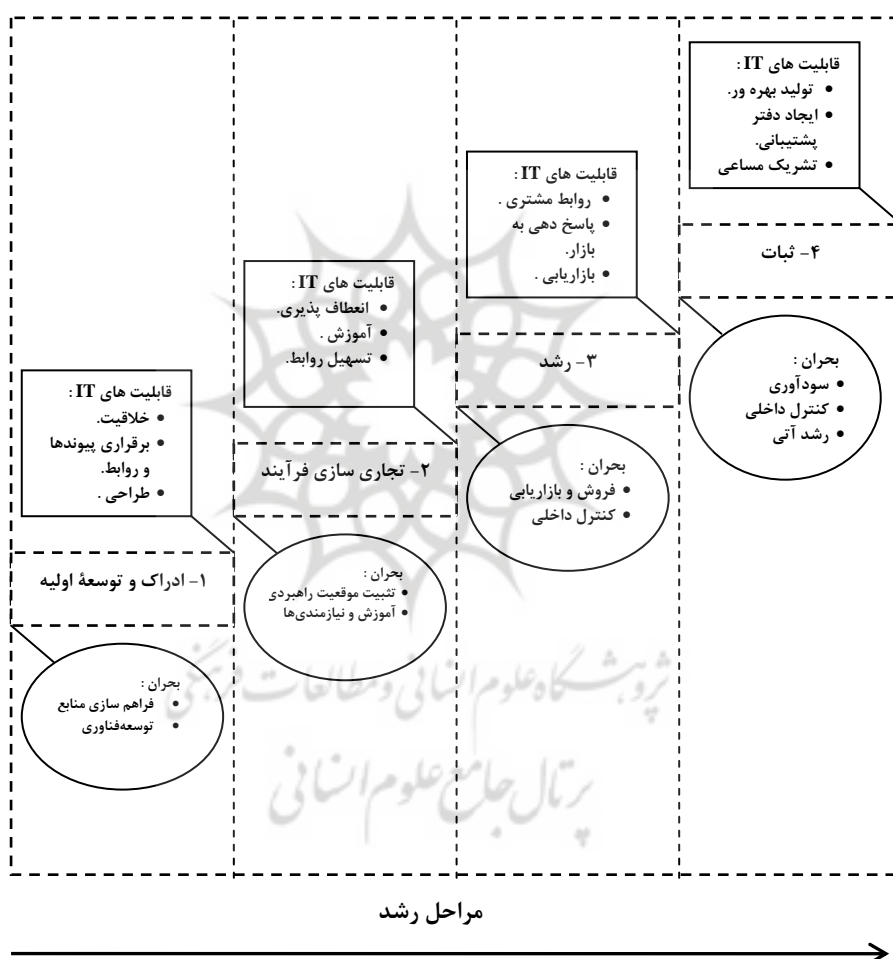 قابلیت های IT :
• خلاقیت.
• برقراری پیوندها
و روابط.
• طراحی .
۱- ادراک و توسعهٔ اولیه
بحران :
• فراهم سازی منابع
• توسعه‌فناوری
قابلیت های IT :
• انعطاف پذیری.
• آموزش .
• تسهیل روابط.
۲- تجاری سازی فرآیند
بحران :
• تثبیت موقعیت راهبردی
• آموزش و نیازمندی‌ها
قابلیت های IT :
• روابط مشتری .
• پاسخ دهی به
بازار.
• بازاریابی .
۳- رشد
بحران :
• فروش و بازاریابی
• کنترل داخلی
قابلیت های IT :
• تولید بهره ور.
• ایجاد دفتر
پشتیبانی.
• تشریک مساعی
۴- ثبات
بحران :
• سودآوری
• کنترل داخلی
• رشد آتی
پژوهشگاه علوم انسانی و مطالعات فرهنگی
پرتال جامع علوم انسانی
مراحل رشد